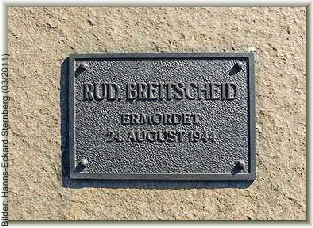 RUD. BREITSCHEID
ERMORDET
24. AUGUST 1944
Bilder: Hanns-Eckard Sternberg (03/2011)